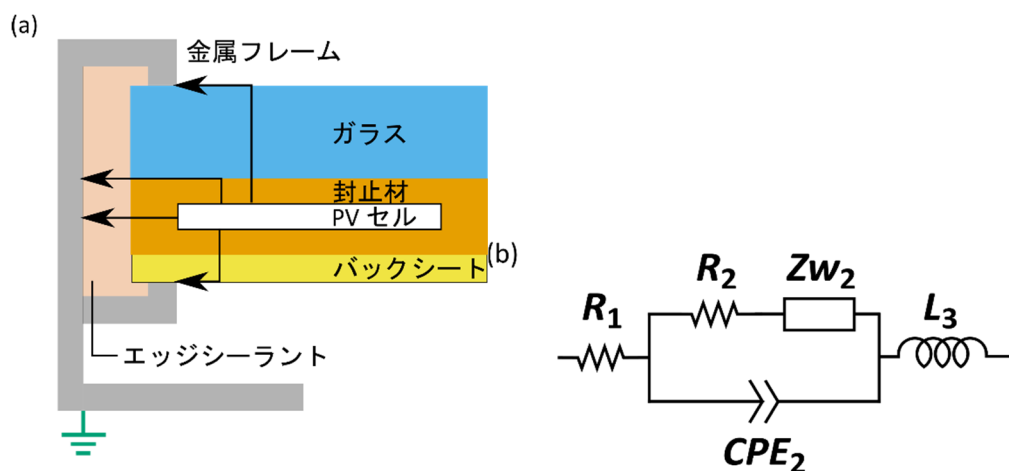 (a)
金属フレーム
ガラス
封止材
PV セル
バックシート
エッジシーラント
(b)
R1
R2
Zw2
L3
CPE2